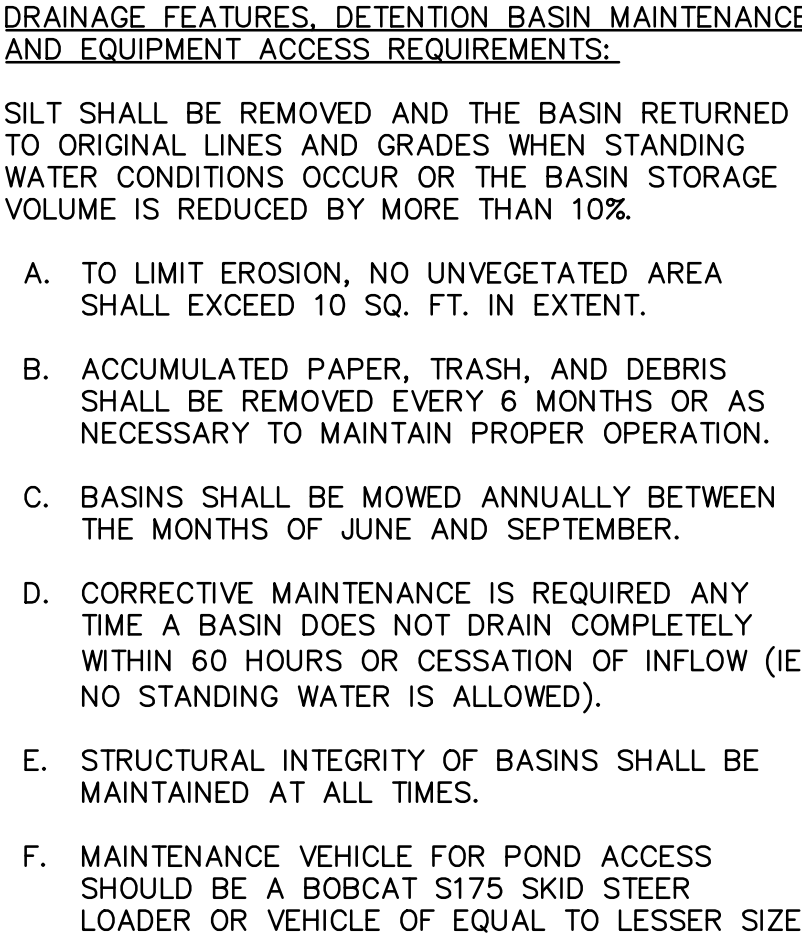 DRAINAGE FEATURES, DETENTION BASIN MAINTENANCE
AND EQUIPMENT ACCESS REQUIREMENTS:
SILT SHALL BE REMOVED AND THE BASIN RETURNED
TO ORIGINAL LINES AND GRADES WHEN STANDING
WATER CONDITIONS OCCUR OR THE BASIN STORAGE
VOLUME IS REDUCED BY MORE THAN 10%.
A. TO LIMIT EROSION, NO UNVEGETATED AREA
SHALL EXCEED 10 SQ. FT. IN EXTENT.
B. ACCUMULATED PAPER, TRASH, AND DEBRIS
SHALL BE REMOVED EVERY 6 MONTHS OR AS
NECESSARY TO MAINTAIN PROPER OPERATION.
C. BASINS SHALL BE MOWED ANNUALLY BETWEEN
THE MONTHS OF JUNE AND SEPTEMBER.
D. CORRECTIVE MAINTENANCE IS REQUIRED ANY
TIME A BASIN DOES NOT DRAIN COMPLETELY
WITHIN 60 HOURS OR CESSATION OF INFLOW (IE
NO STANDING WATER IS ALLOWED).
E. STRUCTURAL INTEGRITY OF BASINS SHALL BE
MAINTAINED AT ALL TIMES.
F. MAINTENANCE VEHICLE FOR POND ACCESS
SHOULD BE A BOBCAT S175 SKID STEER
LOADER OR VEHICLE OF EQUAL TO LESSER SIZE